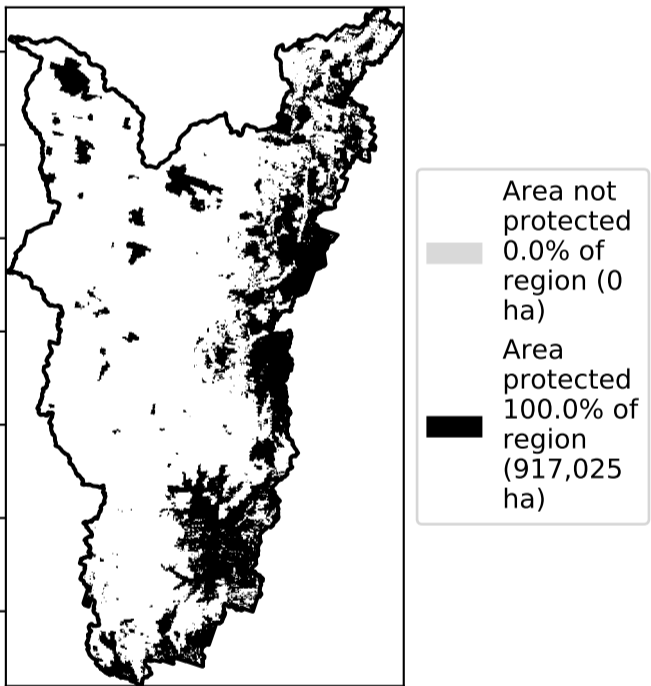 Area not
protected
0.0% of
region (0
ha)
Area
protected
100.0% of
region
(917,025
ha)